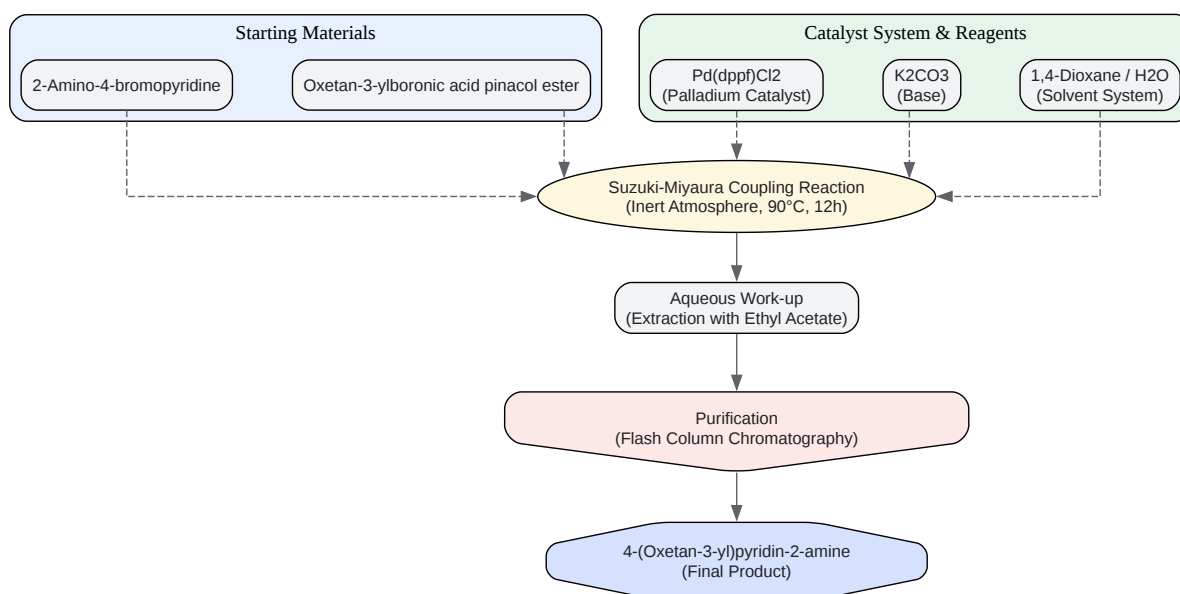 Starting Materials
Catalyst System & Reagents
2-Amino-4-bromopyridine
Oxetan-3-ylboronic acid pinacol ester
Pd(dppf)Cl2
(Palladium Catalyst)
K2CO3
(Base)
1,4-Dioxane / H2O
(Solvent System)
Suzuki-Miyaura Coupling Reaction
(Inert Atmosphere, 90°C, 12h)
Aqueous Work-up
(Extraction with Ethyl Acetate)
Purification
(Flash Column Chromatography)
4-(Oxetan-3-yl)pyridin-2-amine
(Final Product)